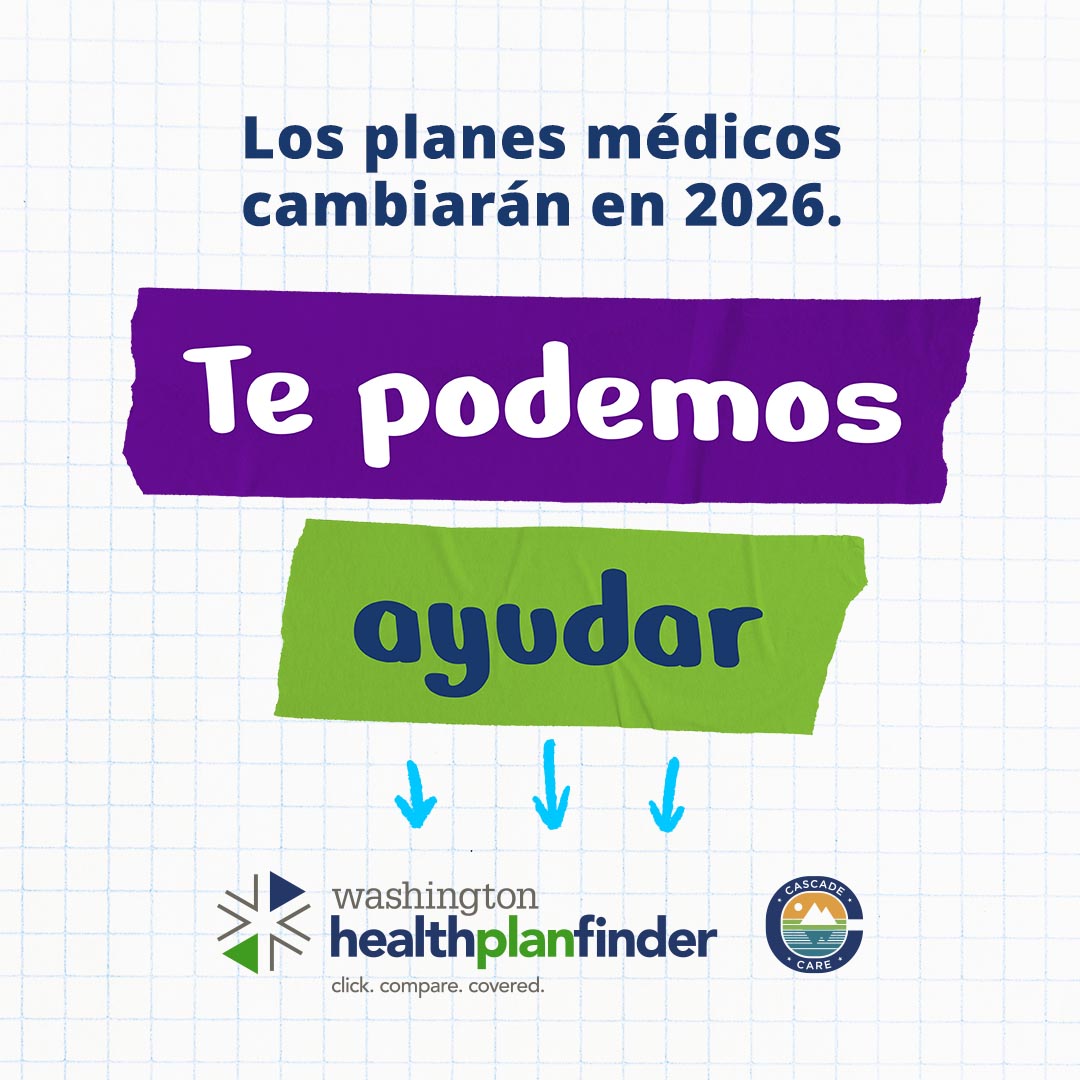 Los planes médicos
cambiarán en 2026.
Te podemos
ayudar
washington
healthplanfinder
click. compare. covered.
CASCADE
CARE